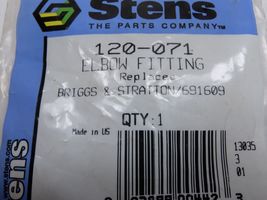 Stens
THE PARTS COMPANY™
120-071
ELBOW FITTING
Replaces
BRIGGS & STRATTON/691609
QTY:1
Made in US
13035
3
01